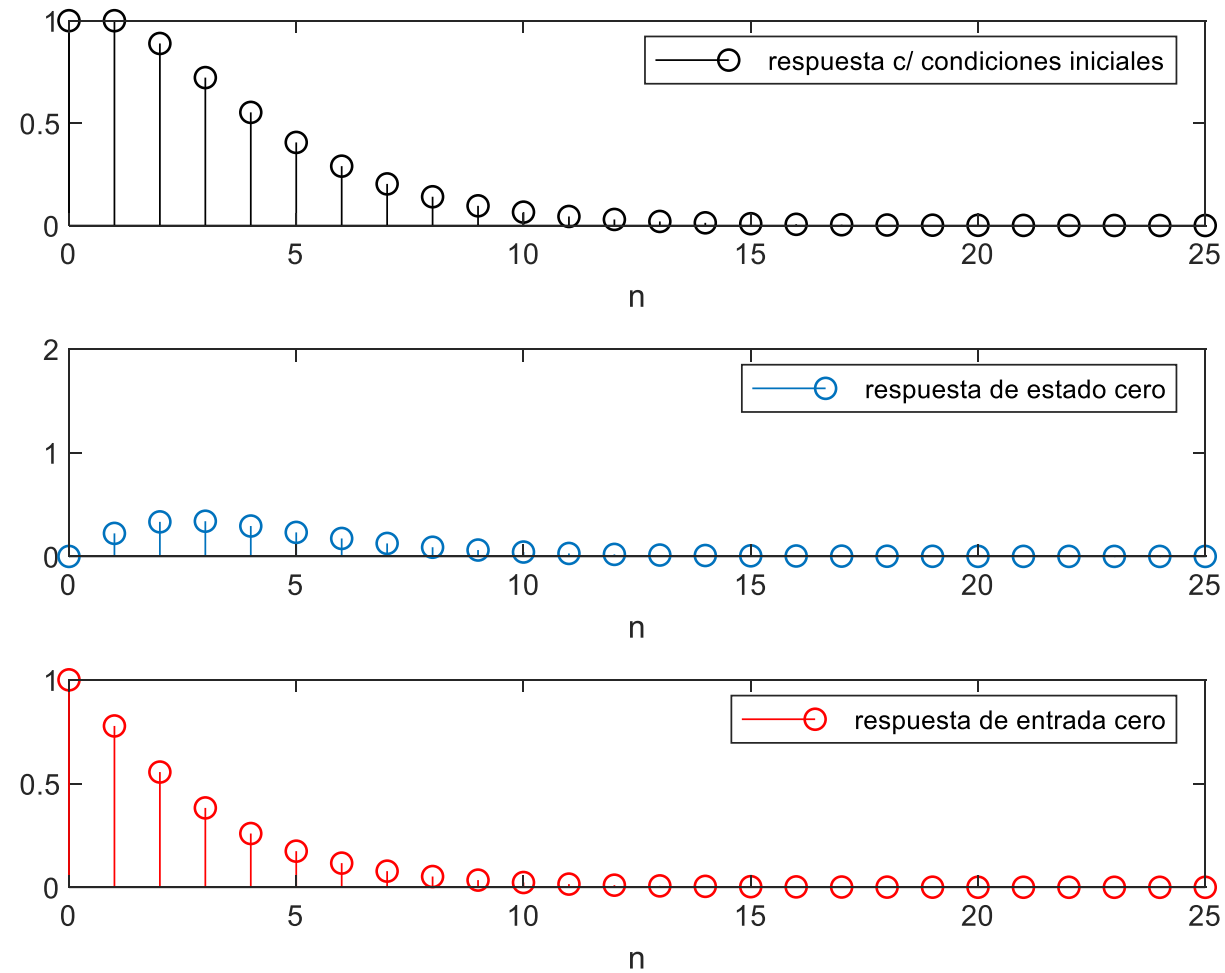 1
respuesta c/ condiciones iniciales
0.5
0
0 5 10 15 20 25
n
2
respuesta de estado cero
1
0
0 5 10 15 20 25
n
1
respuesta de entrada cero
0.5
0
0 5 10 15 20 25
n